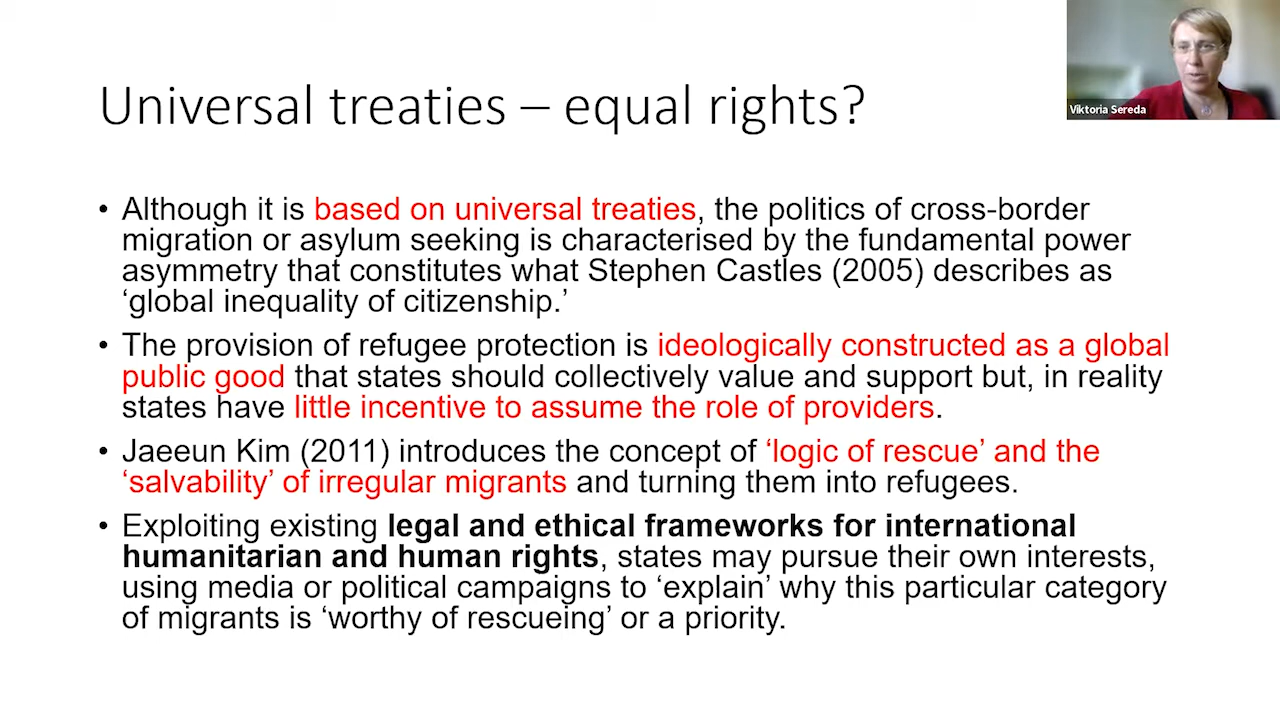 Universal treaties – equal rights?
Viktoria Sereda
• Although it is based on universal treaties, the politics of cross-border
migration or asylum seeking is characterised by the fundamental power
asymmetry that constitutes what Stephen Castles (2005) describes as
‘global inequality of citizenship.’
• The provision of refugee protection is ideologically constructed as a global
public good that states should collectively value and support but, in reality
states have little incentive to assume the role of providers.
• Jaeeun Kim (2011) introduces the concept of ‘logic of rescue’ and the
‘salvability’ of irregular migrants and turning them into refugees.
• Exploiting existing legal and ethical frameworks for international
humanitarian and human rights, states may pursue their own interests,
using media or political campaigns to ‘explain’ why this particular category
of migrants is ‘worthy of rescueing’ or a priority.